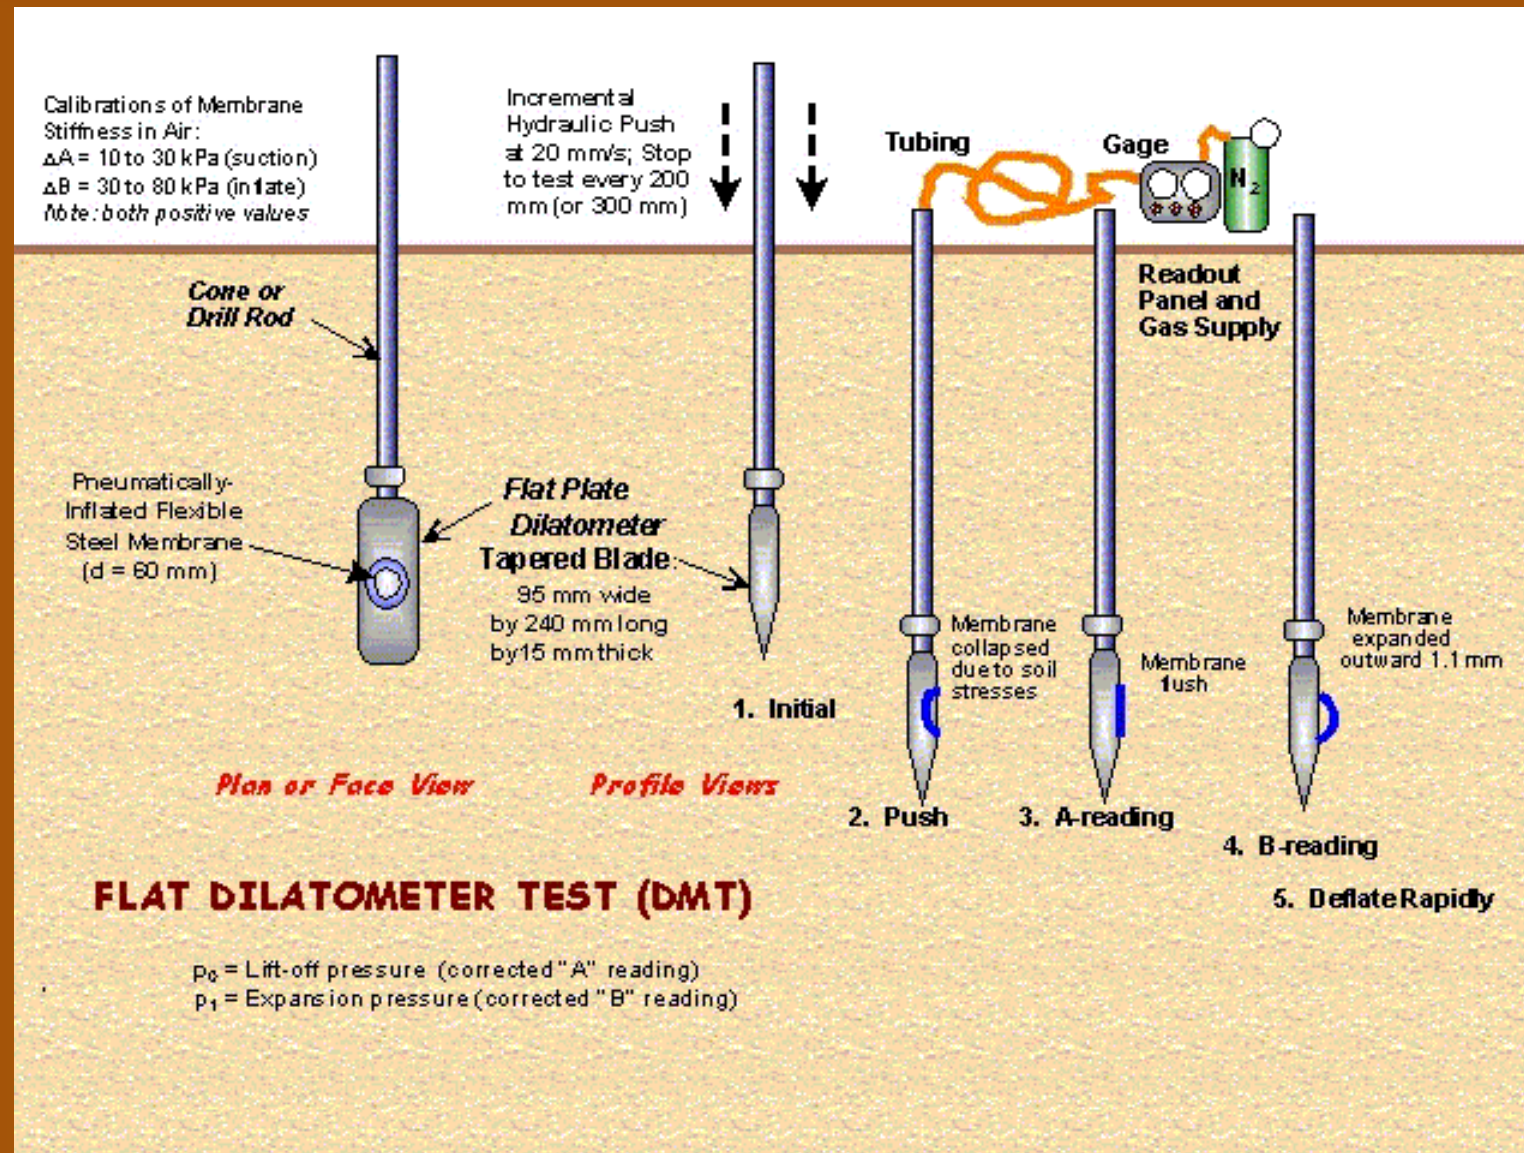 Calibrations of Membrane
Stiffness in Air:
ΔA = 10 to 30 kPa (suction)
ΔB = 30 to 80 kPa (inflate)
Note: both positive values
Incremental
Hydraulic Push
at 20 mm/s; Stop
to test every 200
mm (or 300 mm)
Tubing
Gage
N2
Readout
Panel and
Gas Supply
Cone or
Drill Rod
Pneumatically-
Inflated Flexible
Steel Membrane
(d = 60 mm)
Flat Plate
Dilatometer
Tapered Blade:
95 mm wide
by 240 mm long
by 15 mm thick
Membrane
collapsed
due to soil
stresses
Membrane
flush
Membrane
expanded
outward 1.1 mm
1. Initial
2. Push
3. A-reading
4. B-reading
5. Deflate Rapidly
Plan or Face View
Profile Views
FLAT DILATOMETER TEST (DMT)
p₀ = Lift-off pressure (corrected "A" reading)
p₁ = Expansion pressure (corrected "B" reading)